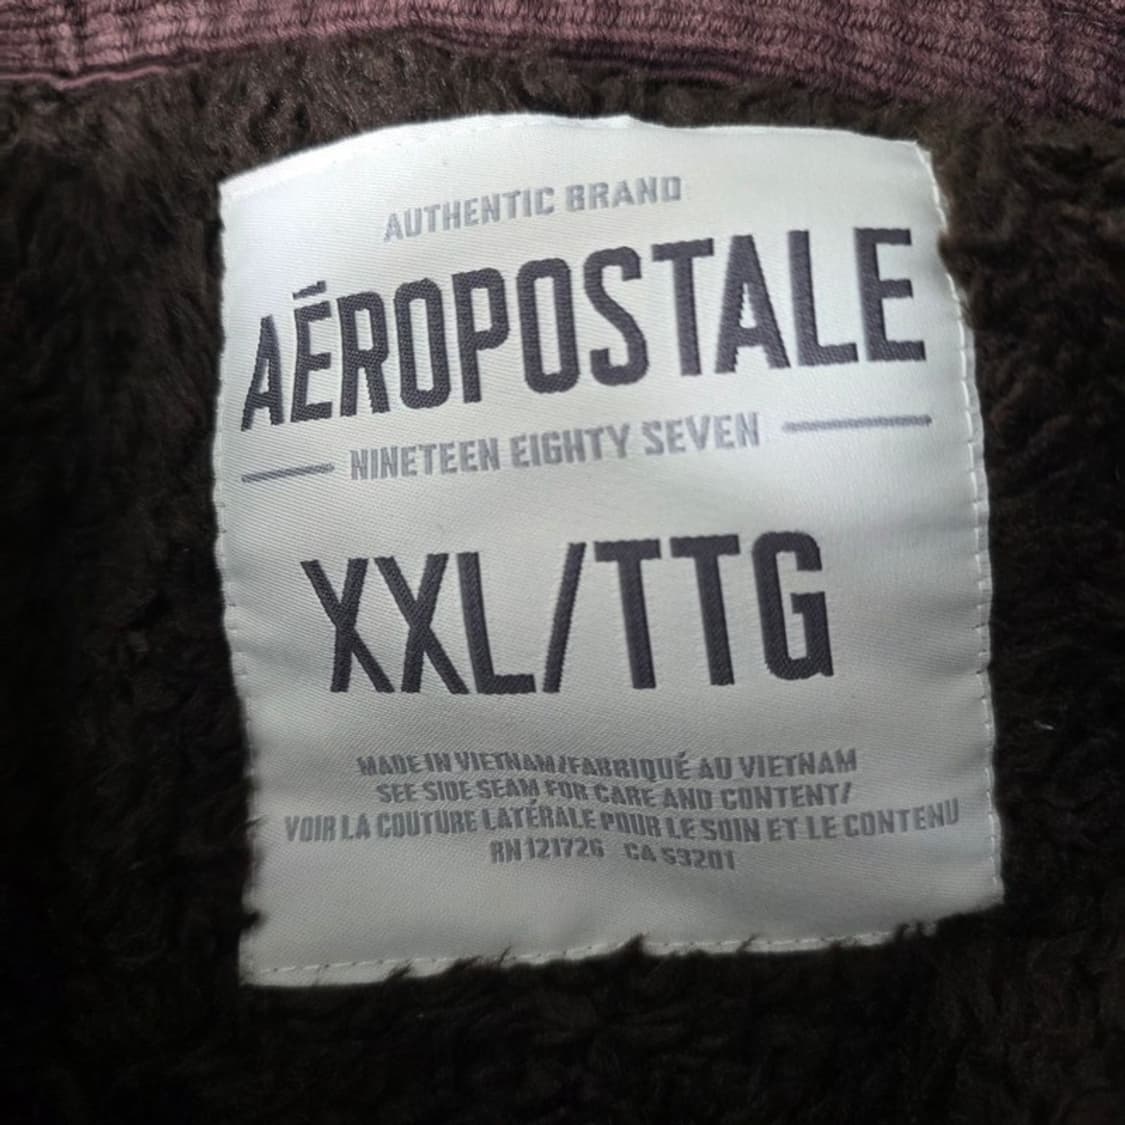 AUTHENTIC BRAND
AÉROPOSTALE
NINETEEN EIGHTY SEVEN
XXL/TTG
MADE IN VIETNAM/FABRIQUÉ AU VIETNAM
SEE SIDE SEAM FOR CARE AND CONTENT/
VOIR LA COUTURE LATÉRALE POUR LE SOIN ET LE CONTENU
RN 121726 CA 53201